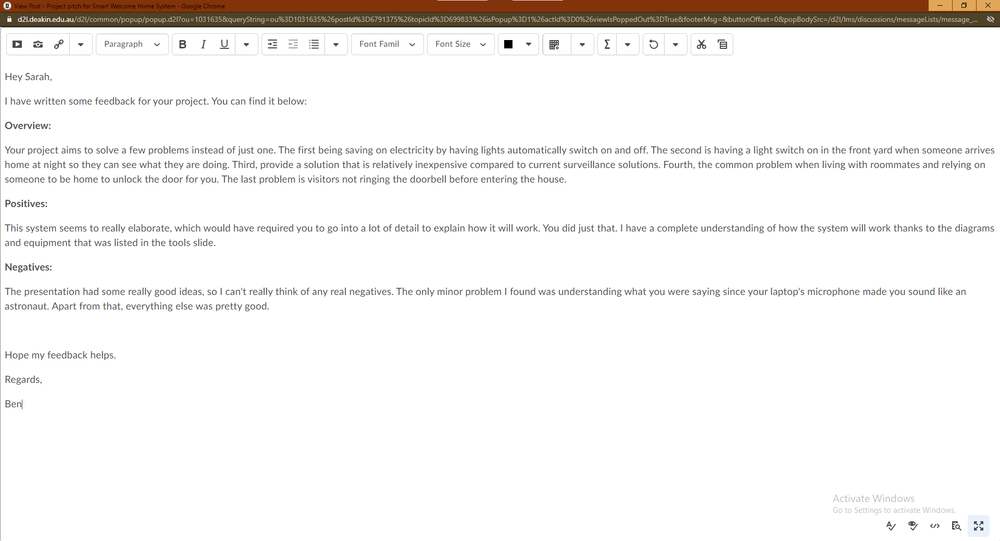 View Post - Project pitch for Smart Welcome Home System - Google Chrome
d2l.deakin.edu.au/d2l/common/popup/popup.d2l?ou=1031635&queryString=ou%3D1031635%26postId%3D6791375%26topicId%3D699833%26isPopup%3D1%26actId%3D0%26viewIsPoppedOut%3DTrue&footerMsg=&buttonOffset=0&popBodySrc=/d2l/lms/discussions/messageLists/message_...
Paragraph B I U Font Famil Font Size Σ
Hey Sarah,
I have written some feedback for your project. You can find it below:
Overview:
Your project aims to solve a few problems instead of just one. The first being saving on electricity by having lights automatically switch on and off. The second is having a light switch on in the front yard when someone arrives
home at night so they can see what they are doing. Third, provide a solution that is relatively inexpensive compared to current surveillance solutions. Fourth, the common problem when living with roommates and relying on
someone to be home to unlock the door for you. The last problem is visitors not ringing the doorbell before entering the house.
Positives:
This system seems to really elaborate, which would have required you to go into a lot of detail to explain how it will work. You did just that. I have a complete understanding of how the system will work thanks to the diagrams
and equipment that was listed in the tools slide.
Negatives:
The presentation had some really good ideas, so I can't really think of any real negatives. The only minor problem I found was understanding what you were saying since your laptop's microphone made you sound like an
astronaut. Apart from that, everything else was pretty good.
Hope my feedback helps.
Regards,
Ben
Activate Windows
Go to Settings to activate Windows.